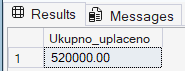 Results Messages
Ukupno_uplaceno
1 520000.00